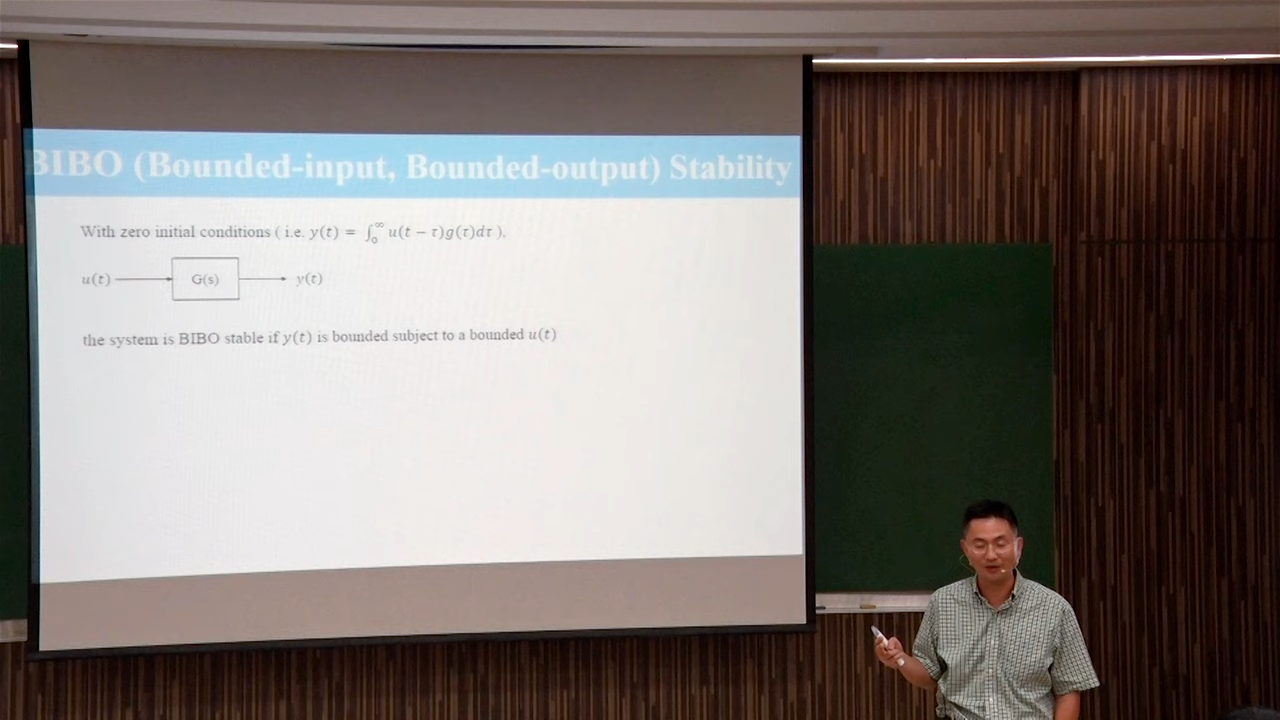 BIBO (Bounded-input, Bounded-output) Stability
With zero initial conditions ( i.e. y(t) = ∫₀^∞ u(t − τ)g(τ)dτ ),
u(t) G(s) y(t)
the system is BIBO stable if y(t) is bounded subject to a bounded u(t)